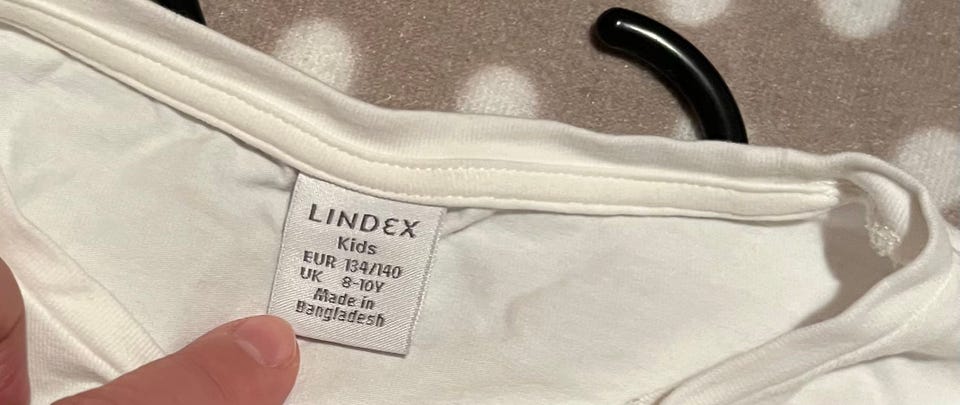 LINDEX
Kids
EUR 134/140
UK 8-10Y
Made in
Bangladesh